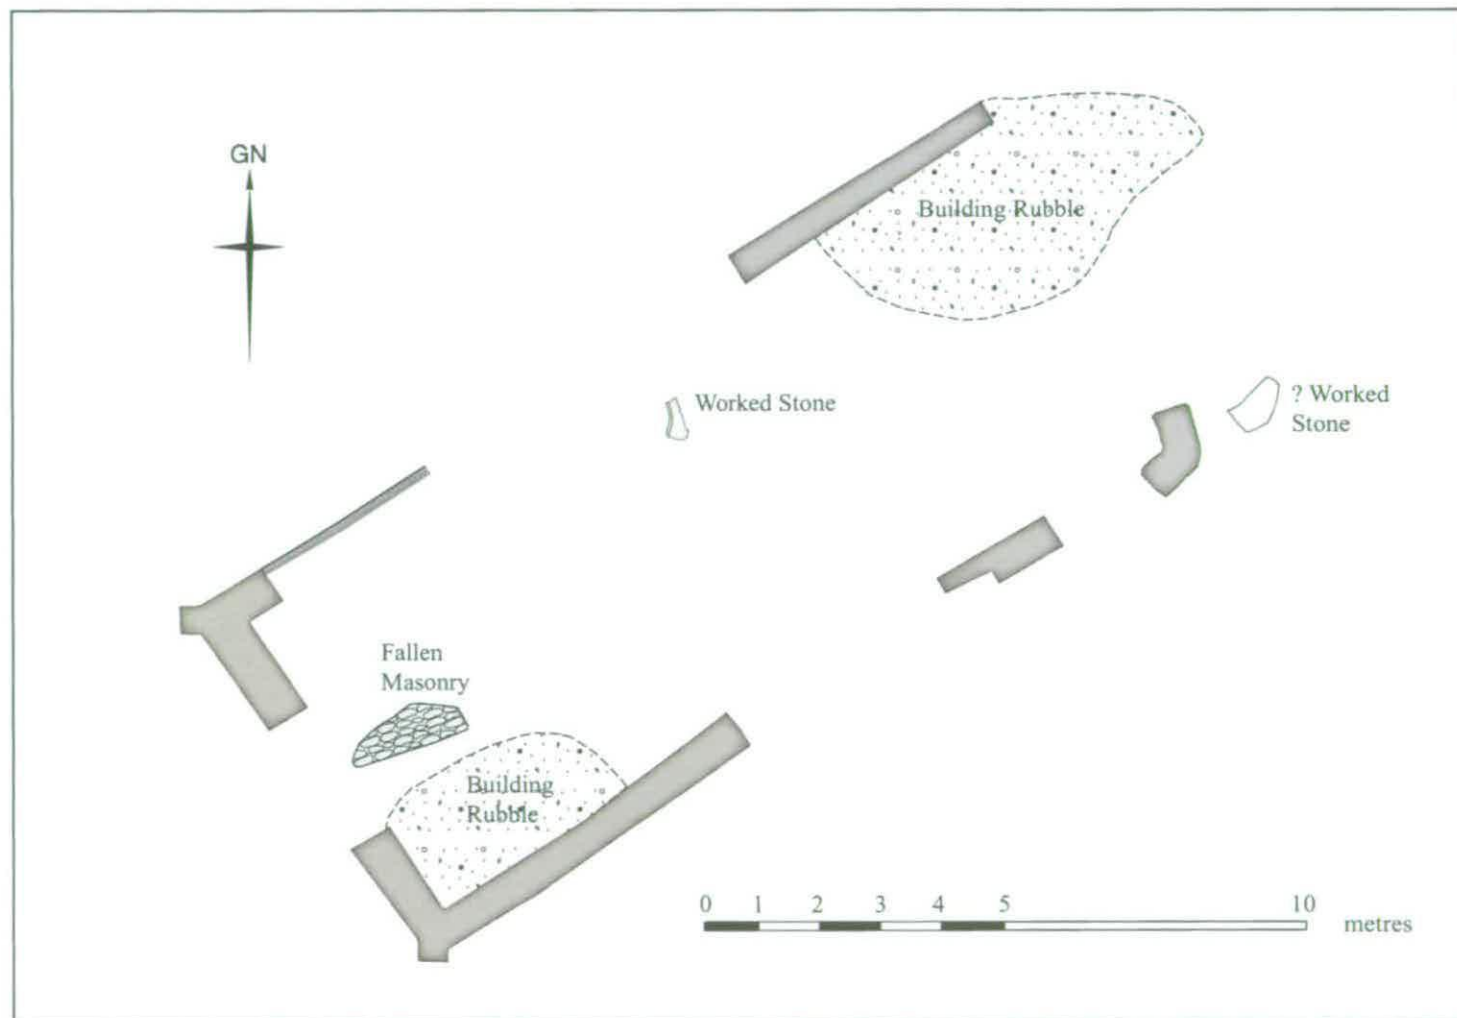 GN
Building Rubble
Worked Stone
? Worked
Stone
Fallen
Masonry
Building
Rubble
0 1 2 3 4 5 10 metres